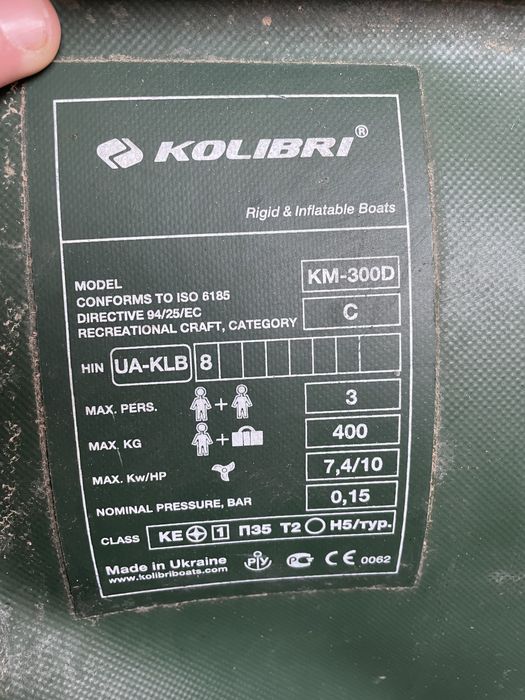 KOLIBRI®
Rigid & Inflatable Boats
MODEL KM-300D
CONFORMS TO ISO 6185
DIRECTIVE 94/25/EC
RECREATIONAL CRAFT, CATEGORY C
HIN UA-KLB 8
MAX. PERS. + 3
MAX. KG + 400
MAX. Kw/HP 7,4/10
NOMINAL PRESSURE, BAR 0,15
CLASS КЕ 1 П35 Т2 Н5/тур.
Made in Ukraine РУ РС CE 0062
www.kolibriboats.com